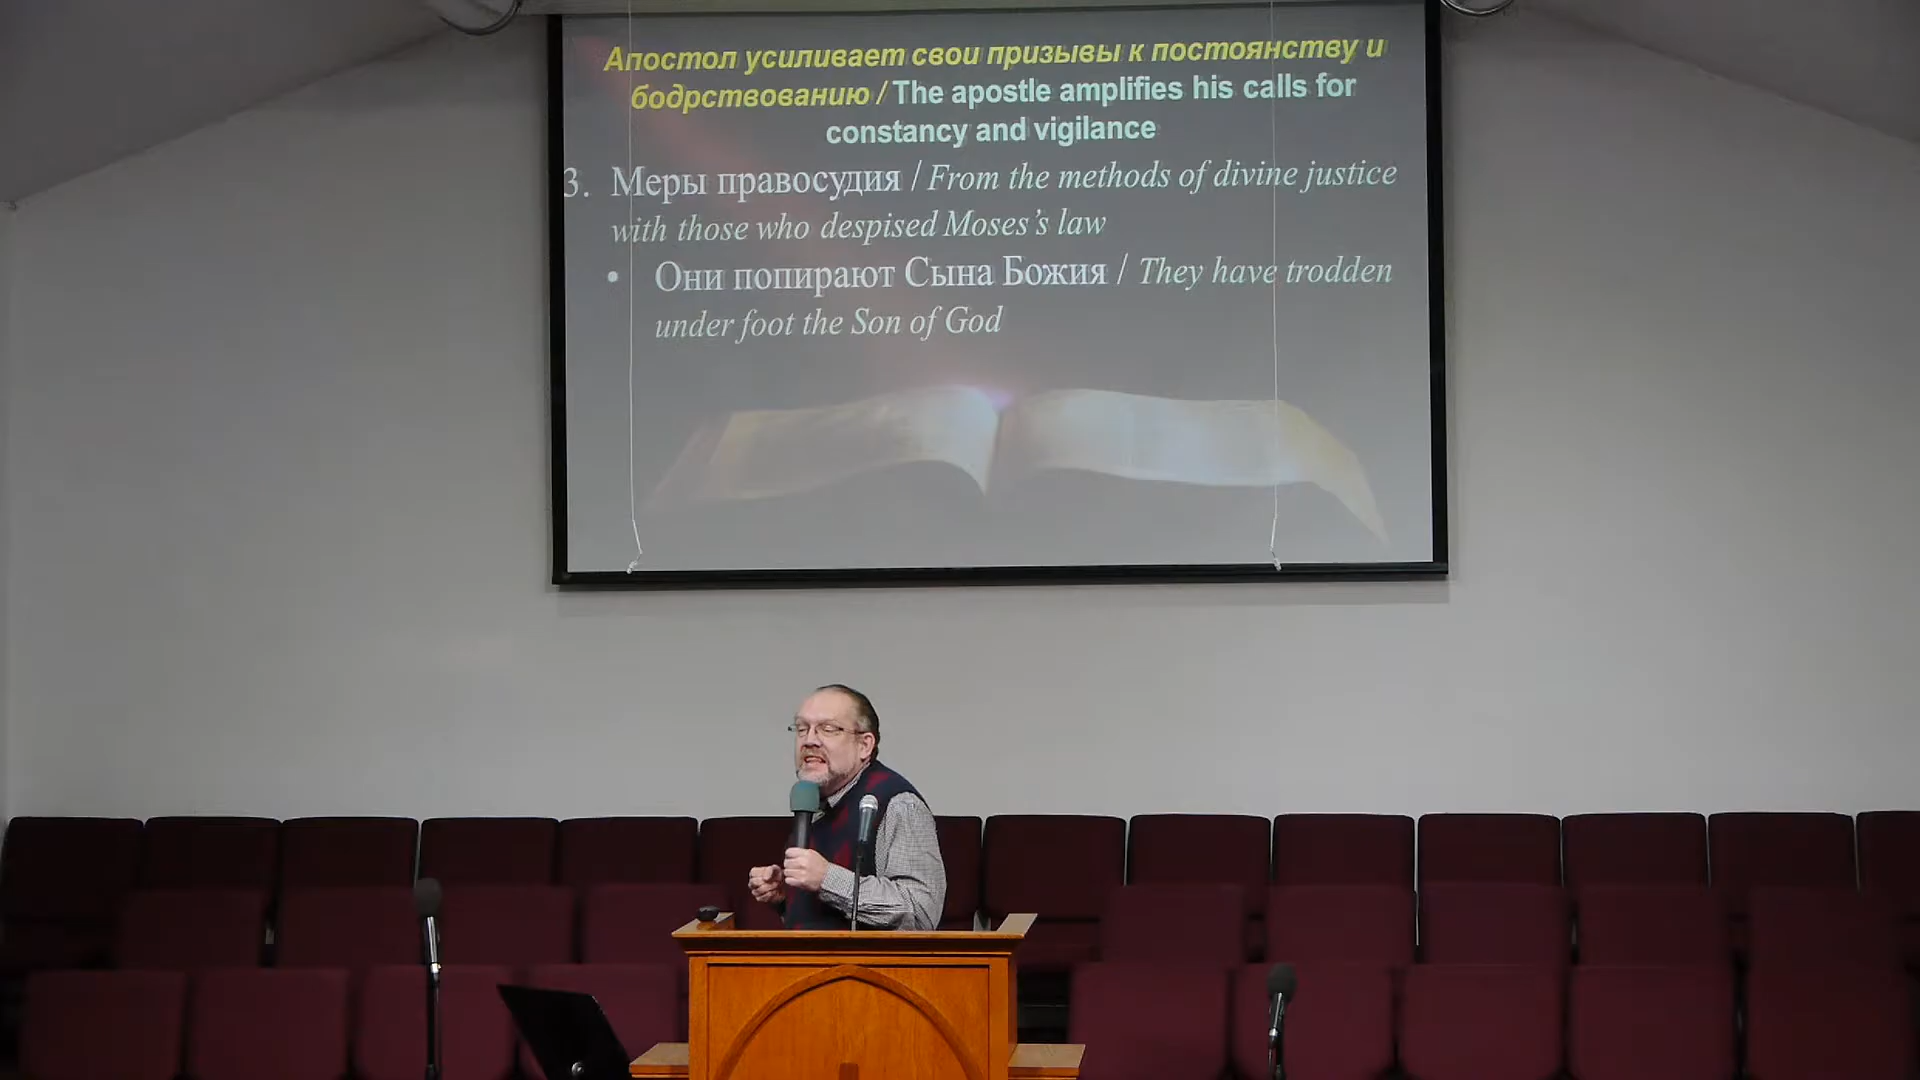 Апостол усиливает свои призывы к постоянству и
бодрствованию / The apostle amplifies his calls for
constancy and vigilance
3. Меры правосудия / From the methods of divine justice
with those who despised Moses's law
• Они попирают Сына Божия / They have trodden
under foot the Son of God